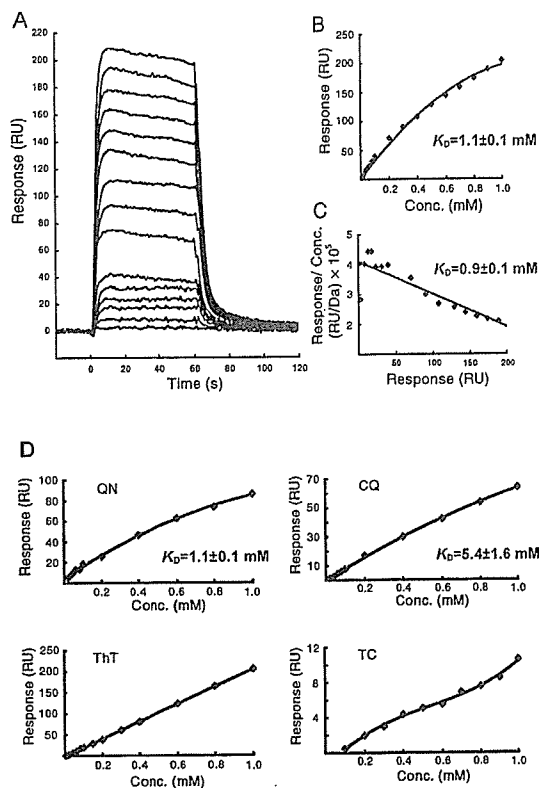 A
Response (RU)
220
200
180
160
140
120
100
80
60
40
20
0
0 20 40 60 80 100 120
Time (s)
B
Response (RU)
250
200
150
100
50
0.2 0.4 0.6 0.8 1.0
Conc. (mM)
KD=1.1±0.1 mM
C
Response/ Conc.
(RU/Da) × 10⁵
5
4
3
2
50 100 150 200
Response (RU)
KD=0.9±0.1 mM
D
QN
Response (RU)
100
80
60
40
20
0.2 0.4 0.6 0.8 1.0
Conc. (mM)
KD=1.1±0.1 mM
CQ
Response (RU)
70
50
30
10
0.2 0.4 0.6 0.8 1.0
Conc. (mM)
KD=5.4±1.6 mM
ThT
Response (RU)
250
200
150
100
50
0.2 0.4 0.6 0.8 1.0
Conc. (mM)
TC
Response (RU)
12
8
4
0.2 0.4 0.6 0.8 1.0
Conc. (mM)